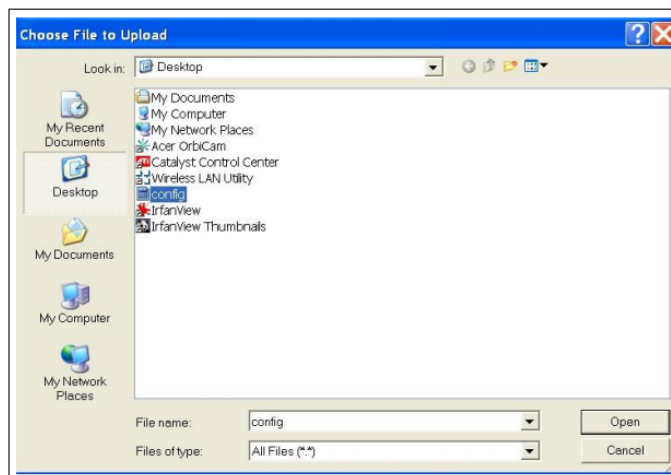 Choose File to Upload
Look in: Desktop
My Recent
Documents
Desktop
My Documents
My Computer
My Network
Places
My Documents
My Computer
My Network Places
Acer OrbiCam
Catalyst Control Center
Wireless LAN Utility
config
IrfanView
IrfanView Thumbnails
File name: config Open
Files of type: All Files (*.*) Cancel